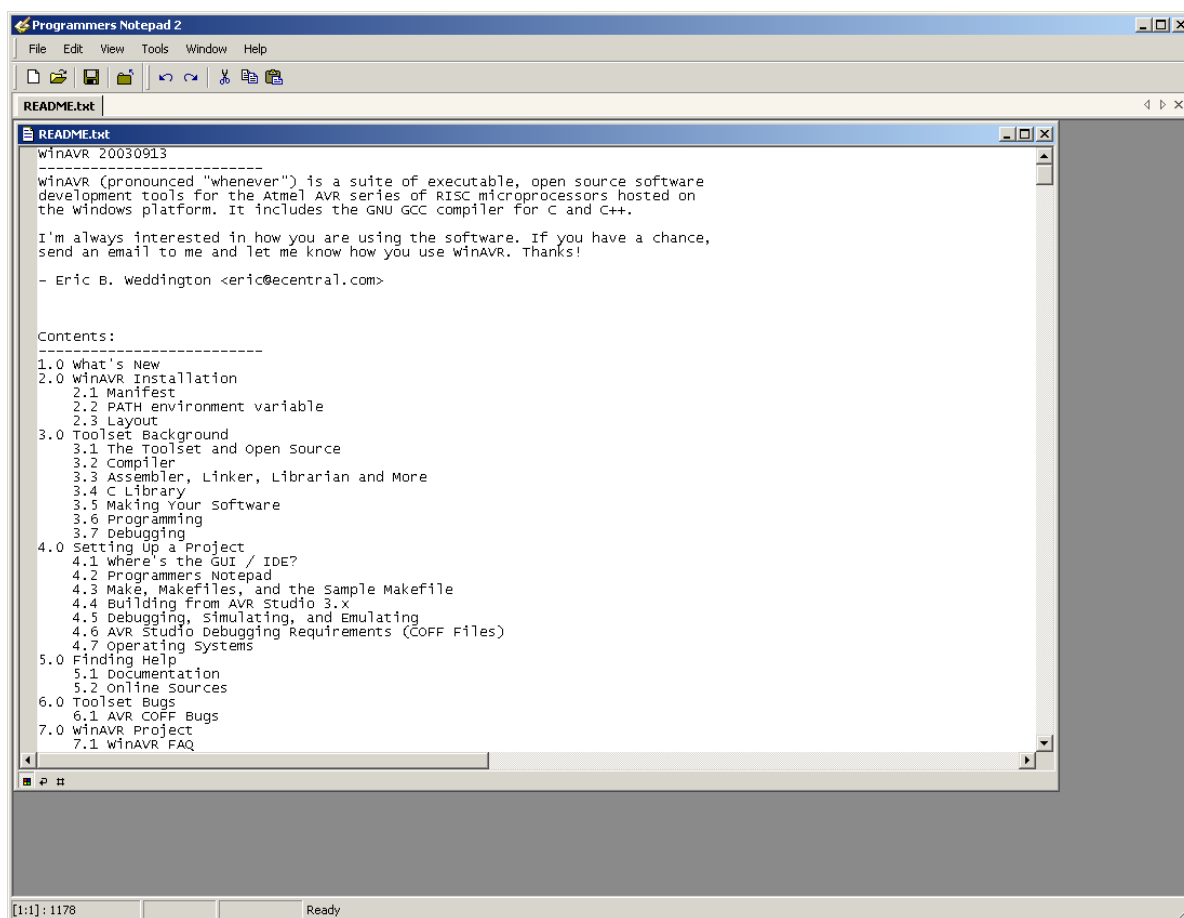 Programmers Notepad 2
File Edit View Tools Window Help
README.txt
README.txt
WinAVR 20030913
--------------------------
WinAVR (pronounced "whenever") is a suite of executable, open source software
development tools for the Atmel AVR series of RISC microprocessors hosted on
the Windows platform. It includes the GNU GCC compiler for C and C++.
I'm always interested in how you are using the software. If you have a chance,
send an email to me and let me know how you use WinAVR. Thanks!
- Eric B. Weddington <eric@ecentral.com>
Contents:
--------------------------
1.0 What's New
2.0 WinAVR Installation
2.1 Manifest
2.2 PATH environment variable
2.3 Layout
3.0 Toolset Background
3.1 The Toolset and Open Source
3.2 Compiler
3.3 Assembler, Linker, Librarian and More
3.4 C Library
3.5 Making Your Software
3.6 Programming
3.7 Debugging
4.0 Setting Up a Project
4.1 Where's the GUI / IDE?
4.2 Programmers Notepad
4.3 Make, Makefiles, and the Sample Makefile
4.4 Building from AVR Studio 3.x
4.5 Debugging, Simulating, and Emulating
4.6 AVR Studio Debugging Requirements (COFF Files)
4.7 Operating Systems
5.0 Finding Help
5.1 Documentation
5.2 Online Sources
6.0 Toolset Bugs
6.1 AVR COFF Bugs
7.0 WinAVR Project
7.1 WinAVR FAQ
[1:1] : 1178 Ready